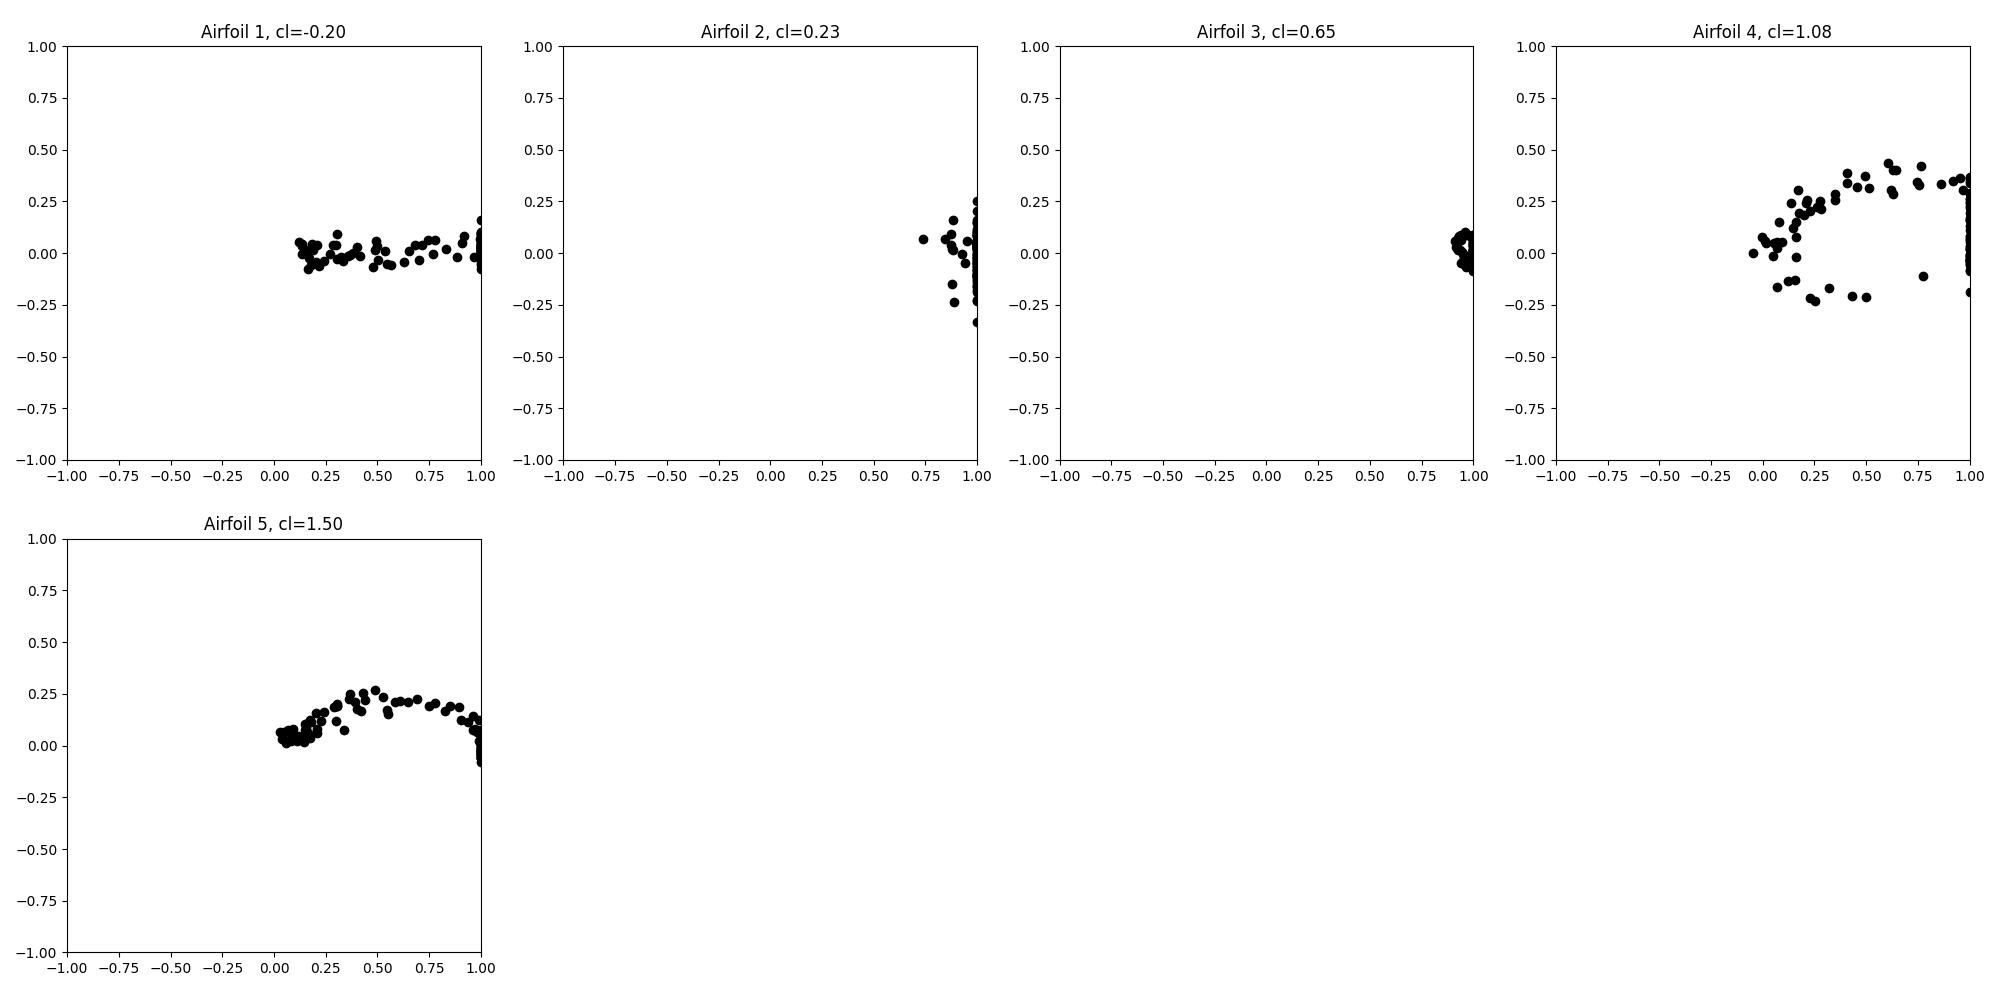 Airfoil 1, cl=-0.20
Airfoil 2, cl=0.23
Airfoil 3, cl=0.65
Airfoil 4, cl=1.08
1.00 1.00 1.00 1.00
0.75 0.75 0.75 0.75
0.50 0.50 0.50 0.50
0.25 0.25 0.25 0.25
0.00 0.00 0.00 0.00
−0.25 −0.25 −0.25 −0.25
−0.50 −0.50 −0.50 −0.50
−0.75 −0.75 −0.75 −0.75
−1.00 −1.00 −1.00 −1.00
−1.00 −0.75 −0.50 −0.25 0.00 0.25 0.50 0.75 1.00
−1.00 −0.75 −0.50 −0.25 0.00 0.25 0.50 0.75 1.00
−1.00 −0.75 −0.50 −0.25 0.00 0.25 0.50 0.75 1.00
−1.00 −0.75 −0.50 −0.25 0.00 0.25 0.50 0.75 1.00
Airfoil 5, cl=1.50
1.00
0.75
0.50
0.25
0.00
−0.25
−0.50
−0.75
−1.00
−1.00 −0.75 −0.50 −0.25 0.00 0.25 0.50 0.75 1.00